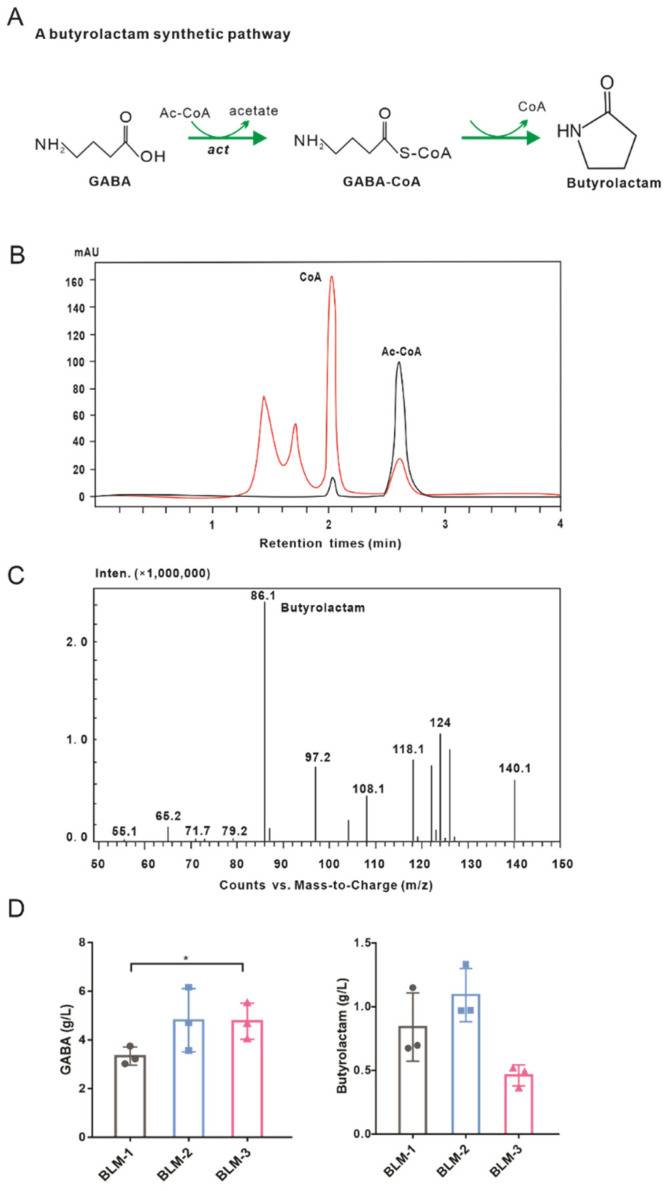 A
A butyrolactam synthetic pathway
Ac-CoA acetate
act
CoA
NH2 O OH
NH2 O S-CoA
HN O
GABA
GABA-CoA
Butyrolactam
B
mAU
160
140
120
100
80
60
40
20
0
CoA
Ac-CoA
1 2 3 4
Retention times (min)
C
Inten. (×1,000,000)
86.1
Butyrolactam
2. 0
1. 0
0. 0
55.1
65.2
71.7
79.2
97.2
108.1
118.1
124
140.1
50 60 70 80 90 100 110 120 130 140 150
Counts vs. Mass-to-Charge (m/z)
D
GABA (g/L)
8
6
4
2
0
*
BLM-1 BLM-2 BLM-3
Butyrolactam (g/L)
1.5
1.0
0.5
0.0
BLM-1 BLM-2 BLM-3